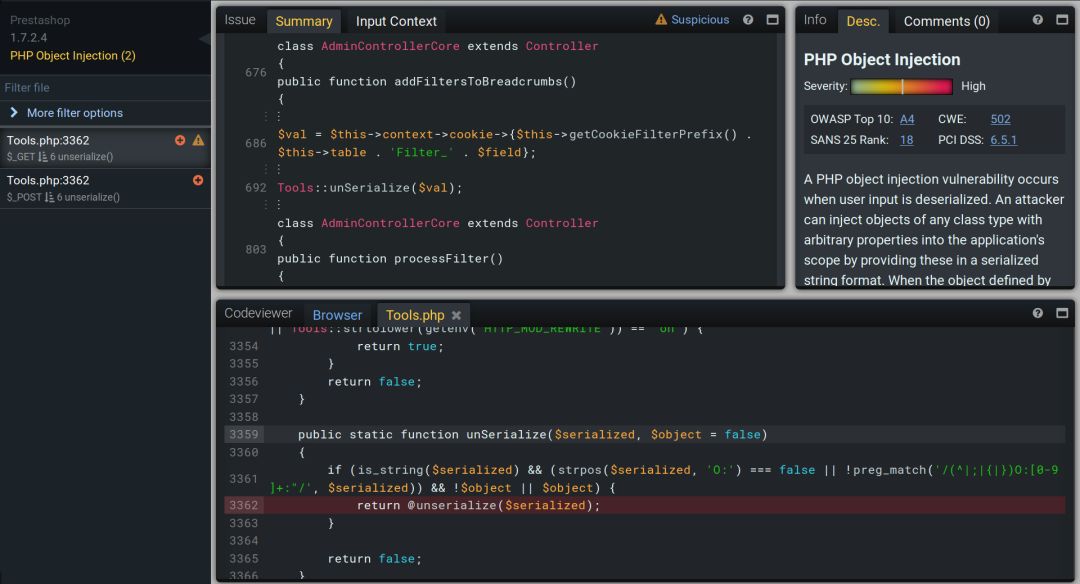 Prestashop
1.7.2.4
PHP Object Injection (2)
Filter file
More filter options
Tools.php:3362
$_GET 6 unserialize()
Tools.php:3362
$_POST 6 unserialize()
Issue Summary Input Context Suspicious
class AdminControllerCore extends Controller
{
676
public function addFiltersToBreadcrumbs()
{
⋮ ⋮
686
$val = $this->context->cookie->{$this->getCookieFilterPrefix() .
$this->table . 'Filter_' . $field};
⋮ ⋮
692 Tools::unSerialize($val);
⋮ ⋮
class AdminControllerCore extends Controller
{
803
public function processFilter()
{
Info Desc. Comments (0)
PHP Object Injection
Severity: High
OWASP Top 10: A4 CWE: 502
SANS 25 Rank: 18 PCI DSS: 6.5.1
A PHP object injection vulnerability occurs
when user input is deserialized. An attacker
can inject objects of any class type with
arbitrary properties into the application's
scope by providing these in a serialized
string format. When the object defined by
Codeviewer Browser Tools.php
|| Tools::strtolower(getenv('HTTP_MOD_REWRITE')) == 'on') {
3354 return true;
3355 }
3356 return false;
3357 }
3358
3359 public static function unSerialize($serialized, $object = false)
3360 {
3361 if (is_string($serialized) && (strpos($serialized, 'O:') === false || !preg_match('/(^|;|{|})O:[0-9
]+:"/', $serialized)) && !$object || $object) {
3362 return @unserialize($serialized);
3363 }
3364
3365 return false;
3366 }